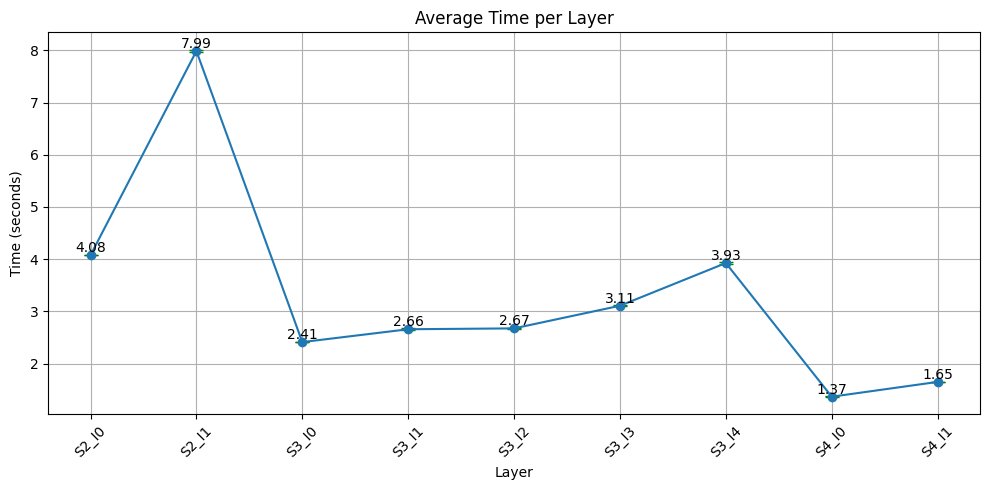 Average Time per Layer
Time (seconds)
8
7
6
5
4
3
2
4.08
7.99
2.41
2.66
2.67
3.11
3.93
1.37
1.65
S2_l0
S2_l1
S3_l0
S3_l1
S3_l2
S3_l3
S3_l4
S4_l0
S4_l1
Layer